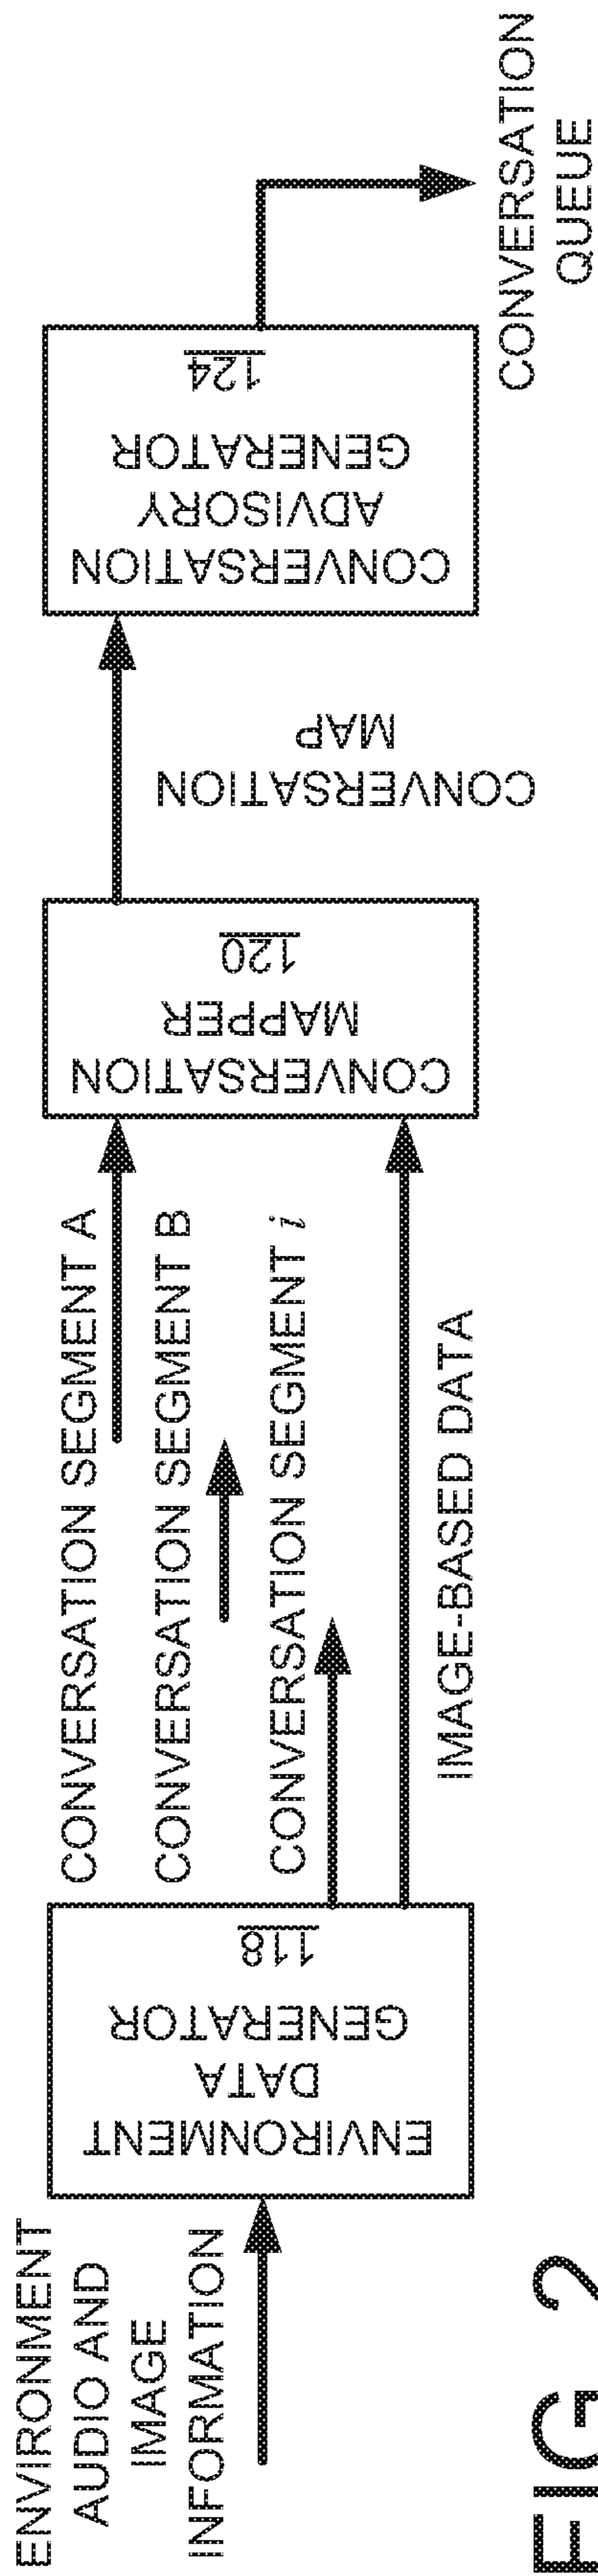 ENVIRONMENT
AUDIO AND
IMAGE
INFORMATION
ENVIRONMENT
DATA
GENERATOR
118
CONVERSATION SEGMENT A
CONVERSATION SEGMENT B
CONVERSATION SEGMENT i
IMAGE-BASED DATA
CONVERSATION
MAPPER
120
CONVERSATION
MAP
CONVERSATION
ADVISORY
GENERATOR
124
CONVERSATION
QUEUE
FIG 2